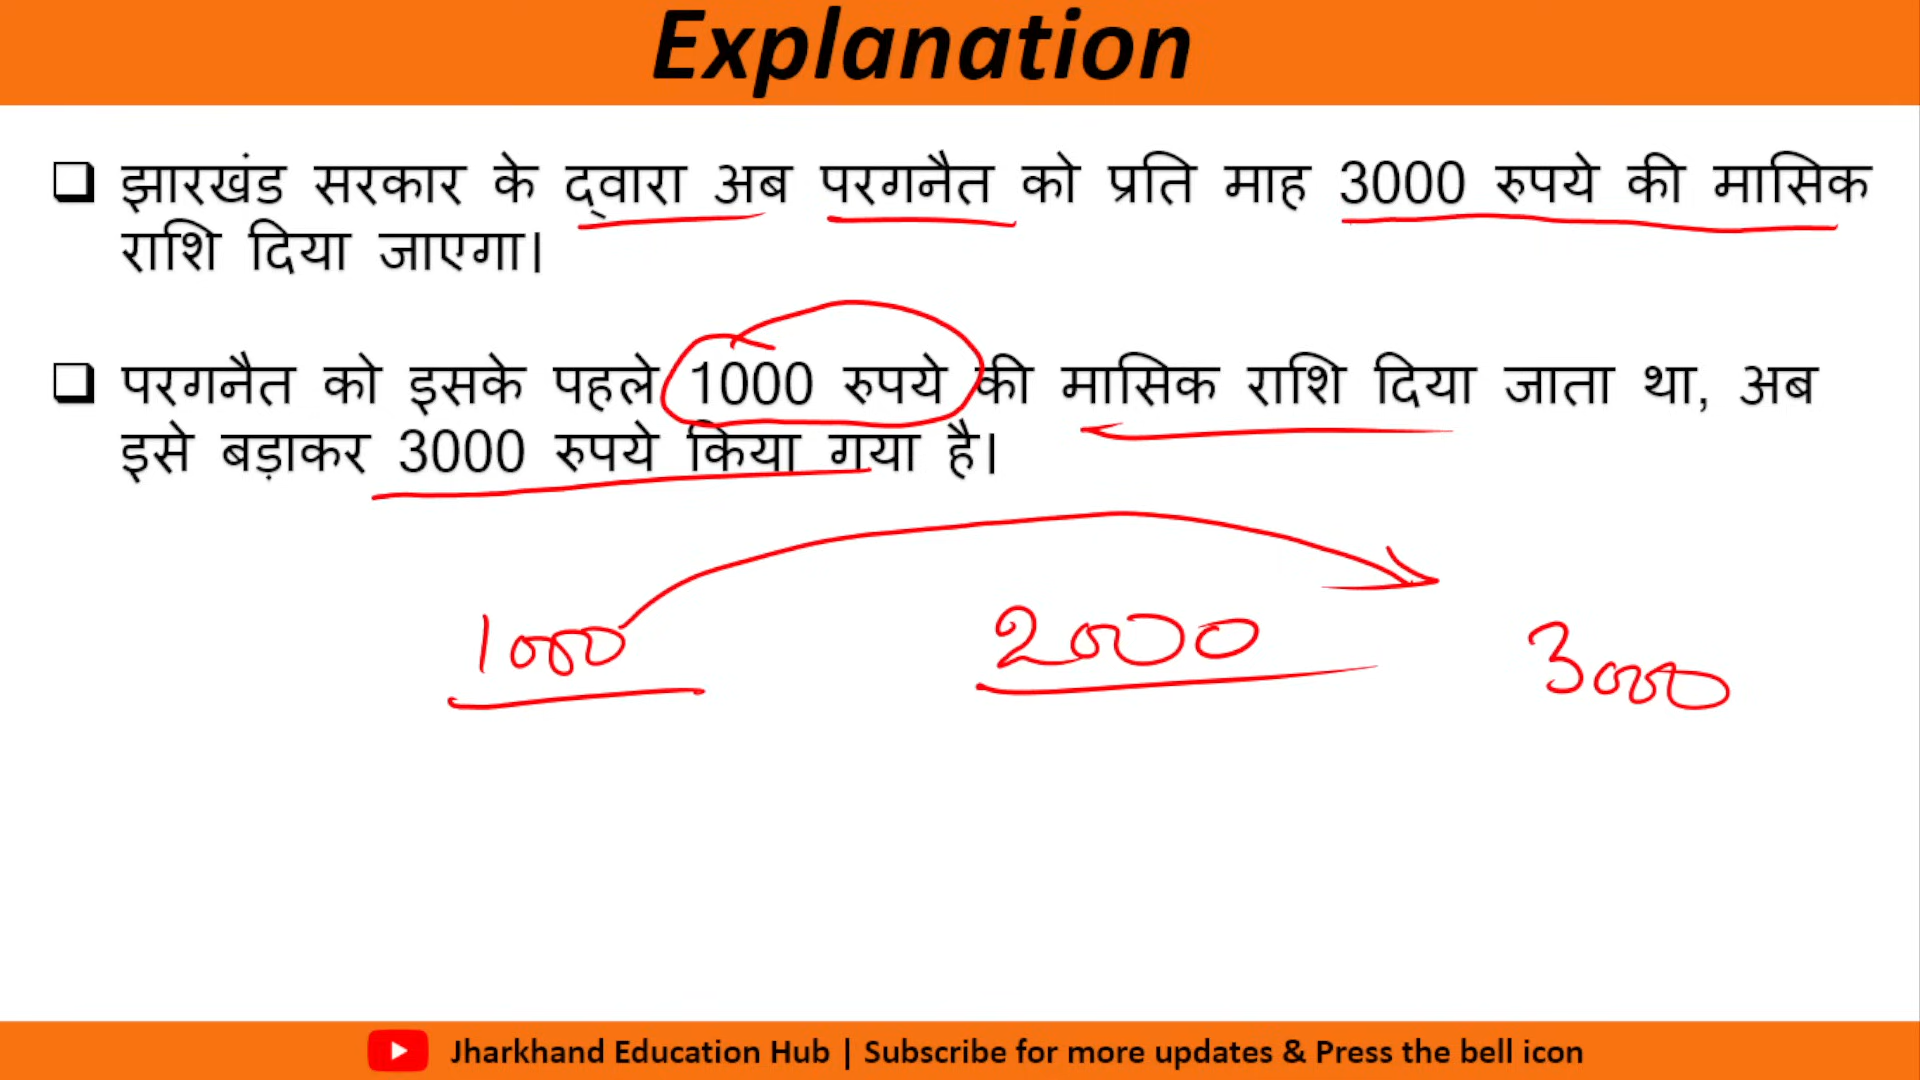 Explanation
झारखंड सरकार के द्वारा अब परगनैत को प्रति माह 3000 रुपये की मासिक
राशि दिया जाएगा।
परगनैत को इसके पहले 1000 रुपये की मासिक राशि दिया जाता था, अब
इसे बड़ाकर 3000 रुपये किया गया है।
1000 2000 3000
Jharkhand Education Hub | Subscribe for more updates & Press the bell icon